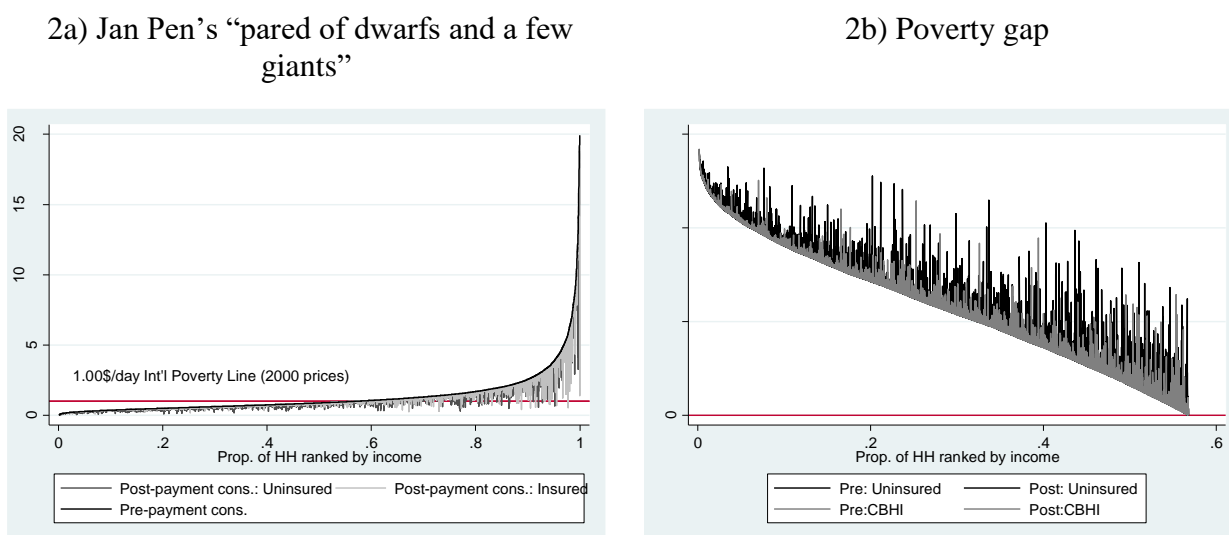 2a) Jan Pen’s “pared of dwarfs and a few
giants”
20
15
10
5
0
1.00$/day Int'l Poverty Line (2000 prices)
0 .2 .4 .6 .8 1
Prop. of HH ranked by income
Post-payment cons.: Uninsured Post-payment cons.: Insured
Pre-payment cons.
2b) Poverty gap
0
0 .2 .4 .6
Prop. of HH ranked by income
Pre: Uninsured Post: Uninsured
Pre:CBHI Post:CBHI